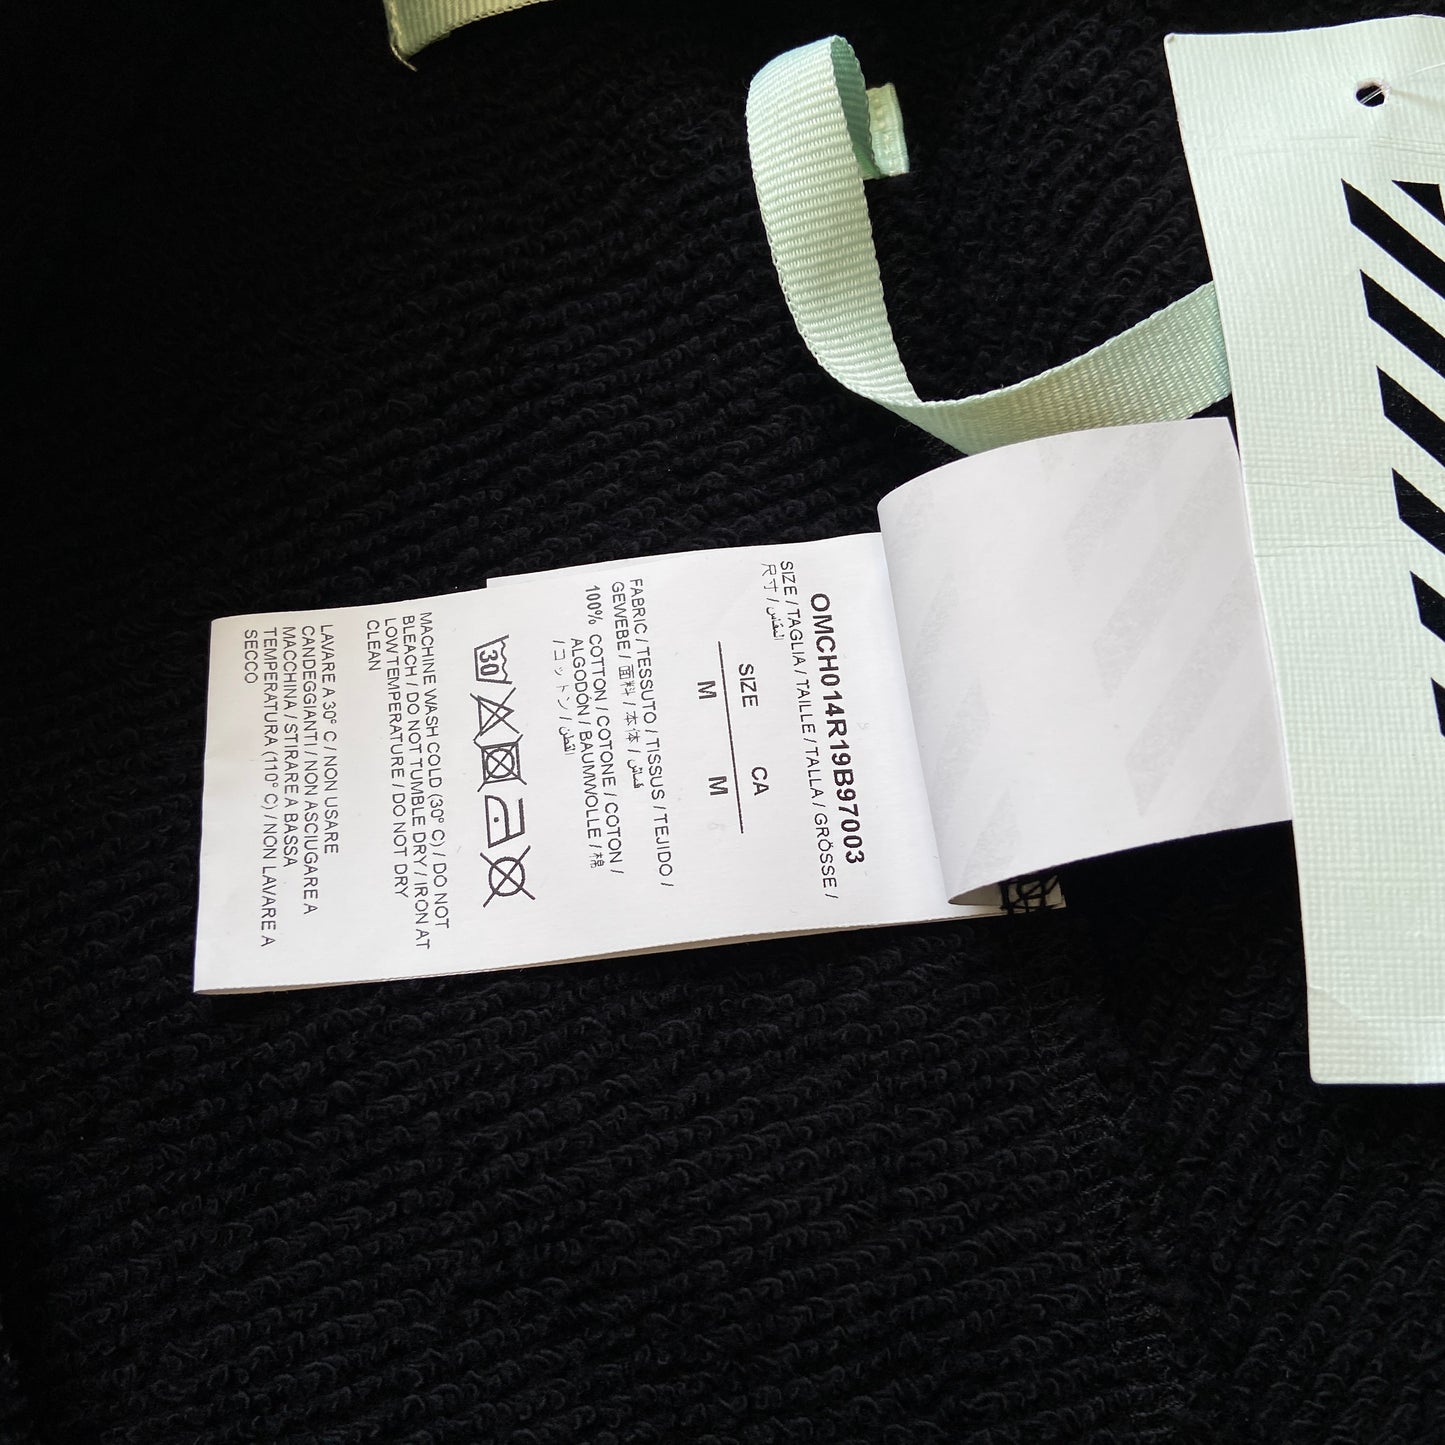 OMCH014R19B97003
SIZE / TAGLIA / TAILLE / TALLA / GRÖSSE /
尺寸 / المقاس
SIZE CA
M M
FABRIC / TESSUTO / TISSUS / TEJIDO /
GEWEBE / 面料 / 本体 / قماش
100% COTTON / COTONE / COTON /
ALGODÓN / BAUMWOLLE / 棉
/ コットン / القطن
30
MACHINE WASH COLD (30° C) / DO NOT
BLEACH / DO NOT TUMBLE DRY / IRON AT
LOW TEMPERATURE / DO NOT DRY
CLEAN
LAVARE A 30° C / NON USARE
CANDEGGIANTI / NON ASCIUGARE A
MACCHINA / STIRARE A BASSA
TEMPERATURA (110° C) / NON LAVARE A
SECCO